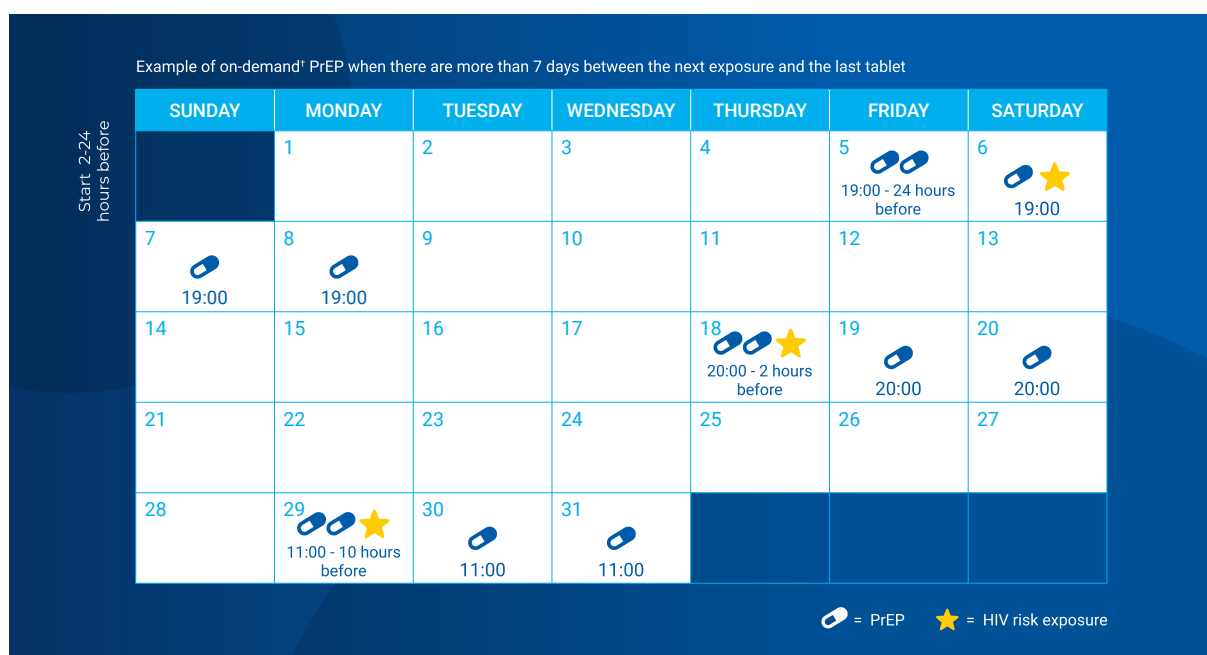 Example of on-demand† PrEP when there are more than 7 days between the next exposure and the last tablet
Start 2-24
hours before
SUNDAY MONDAY TUESDAY WEDNESDAY THURSDAY FRIDAY SATURDAY
1 2 3 4 5 6
19:00 - 24 hours
before
19:00
7 8 9 10 11 12 13
19:00 19:00
14 15 16 17 18 19 20
20:00 - 2 hours
before
20:00 20:00
21 22 23 24 25 26 27
28 29 30 31
11:00 - 10 hours
before
11:00 11:00
= PrEP = HIV risk exposure